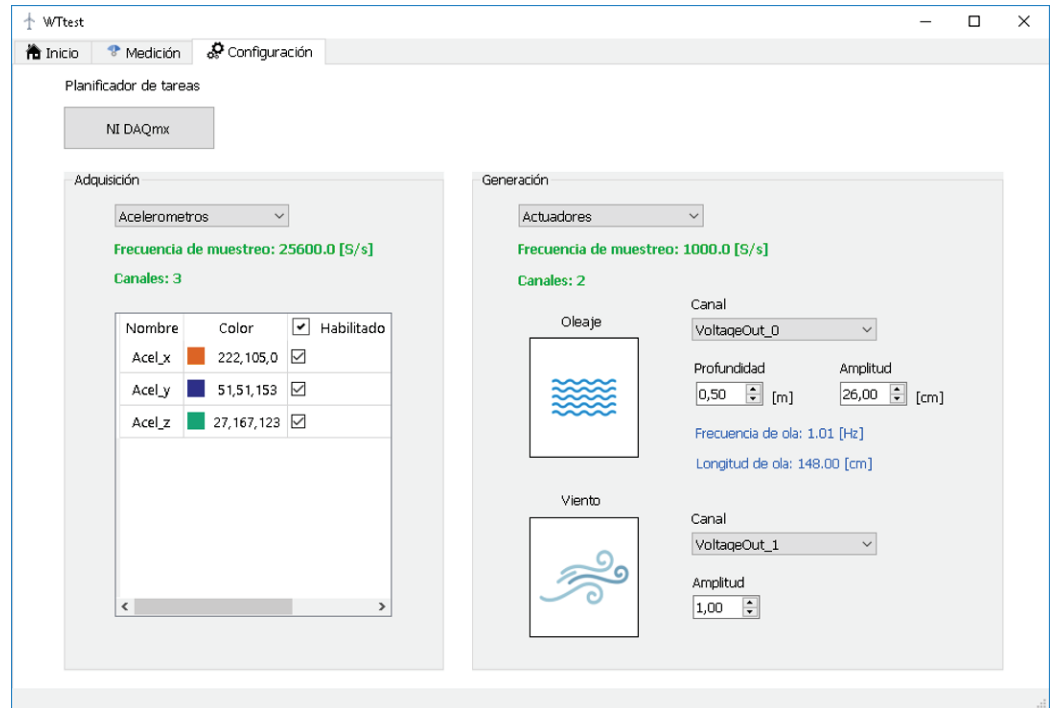 WTtest
Inicio Medición Configuración
Planificador de tareas
NI DAQmx
Adquisición
Acelerometros
Frecuencia de muestreo: 25600.0 [S/s]
Canales: 3
Nombre Color Habilitado
Acel_x 222,105,0
Acel_y 51,51,153
Acel_z 27,167,123
Generación
Actuadores
Frecuencia de muestreo: 1000.0 [S/s]
Canales: 2
Oleaje
Canal
VoltageOut_0
Profundidad Amplitud
0,50 [m] 26,00 [cm]
Frecuencia de ola: 1.01 [Hz]
Longitud de ola: 148.00 [cm]
Viento
Canal
VoltageOut_1
Amplitud
1,00